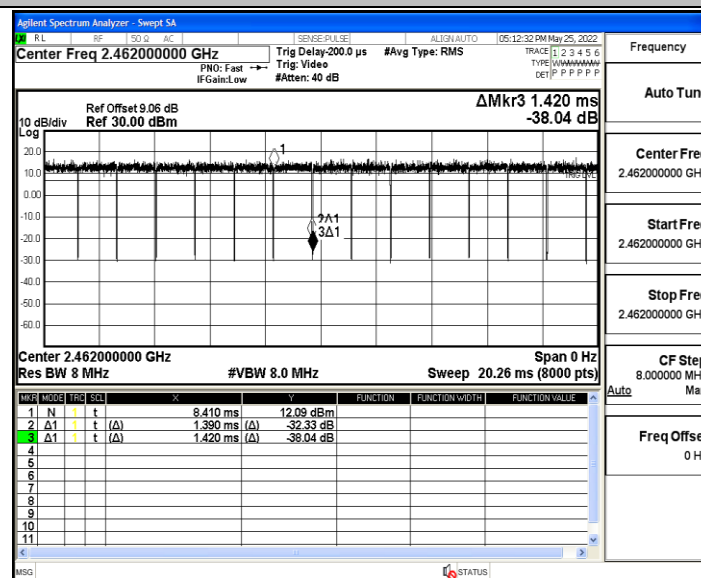 Agilent Spectrum Analyzer - Swept SA
RL RF 50 Ω AC SENSE:PULSE ALIGN AUTO 05:12:32 PM May 25, 2022
Center Freq 2.462000000 GHz
PNO: Fast
IFGain:Low
Trig Delay-200.0 µs
Trig: Video
#Atten: 40 dB
#Avg Type: RMS
TRACE 1 2 3 4 5 6
TYPE
DET P P P P P P
ΔMkr3 1.420 ms
-38.04 dB
Ref Offset 9.06 dB
10 dB/div Ref 30.00 dBm
Log
20.0
10.0
0.00
-10.0
-20.0
-30.0
-40.0
-50.0
-60.0
1
TRIG LVL
2Δ1
3Δ1
Center 2.462000000 GHz Span 0 Hz
Res BW 8 MHz #VBW 8.0 MHz Sweep 20.26 ms (8000 pts)
MKR MODE TRC SCL X Y FUNCTION FUNCTION WIDTH FUNCTION VALUE
1 N 1 t 8.410 ms 12.09 dBm
2 Δ1 1 t (Δ) 1.390 ms (Δ) -32.33 dB
3 Δ1 1 t (Δ) 1.420 ms (Δ) -38.04 dB
4
5
6
7
8
9
10
11
MSG STATUS
Frequency
Auto Tun
Center Fre
2.462000000 GH
Start Fre
2.462000000 GH
Stop Fre
2.462000000 GH
CF Step
8.000000 MH
Auto Ma
Freq Offse
0 H